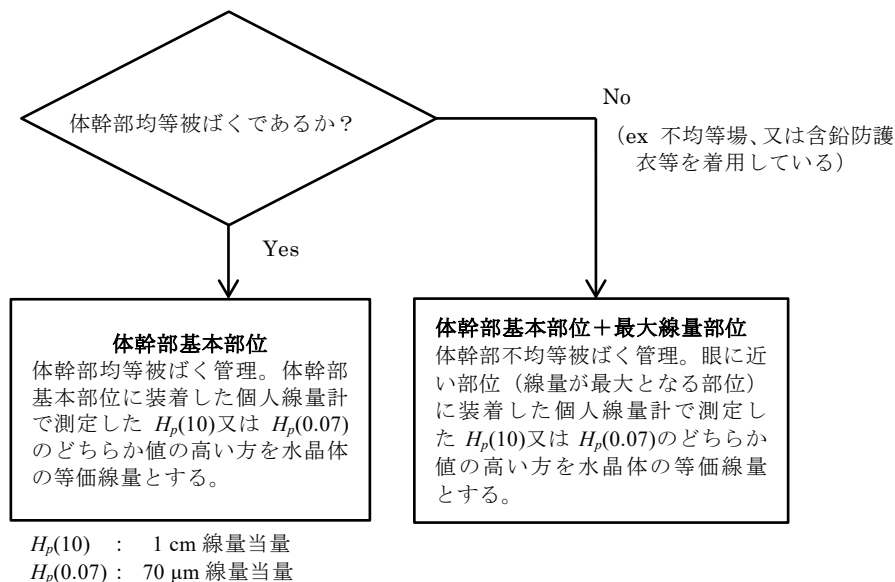 体幹部均等被ばくであるか？
No
（ex 不均等場、又は含鉛防護
衣等を着用している）
Yes
体幹部基本部位
体幹部均等被ばく管理。体幹部
基本部位に装着した個人線量計
で測定した Hp(10)又は Hp(0.07)
のどちらか値の高い方を水晶体
の等価線量とする。
体幹部基本部位＋最大線量部位
体幹部不均等被ばく管理。眼に近
い部位（線量が最大となる部位）
に装着した個人線量計で測定し
た Hp(10)又は Hp(0.07)のどちらか
値の高い方を水晶体の等価線量
とする。
Hp(10) : 1 cm 線量当量
Hp(0.07) : 70 μm 線量当量